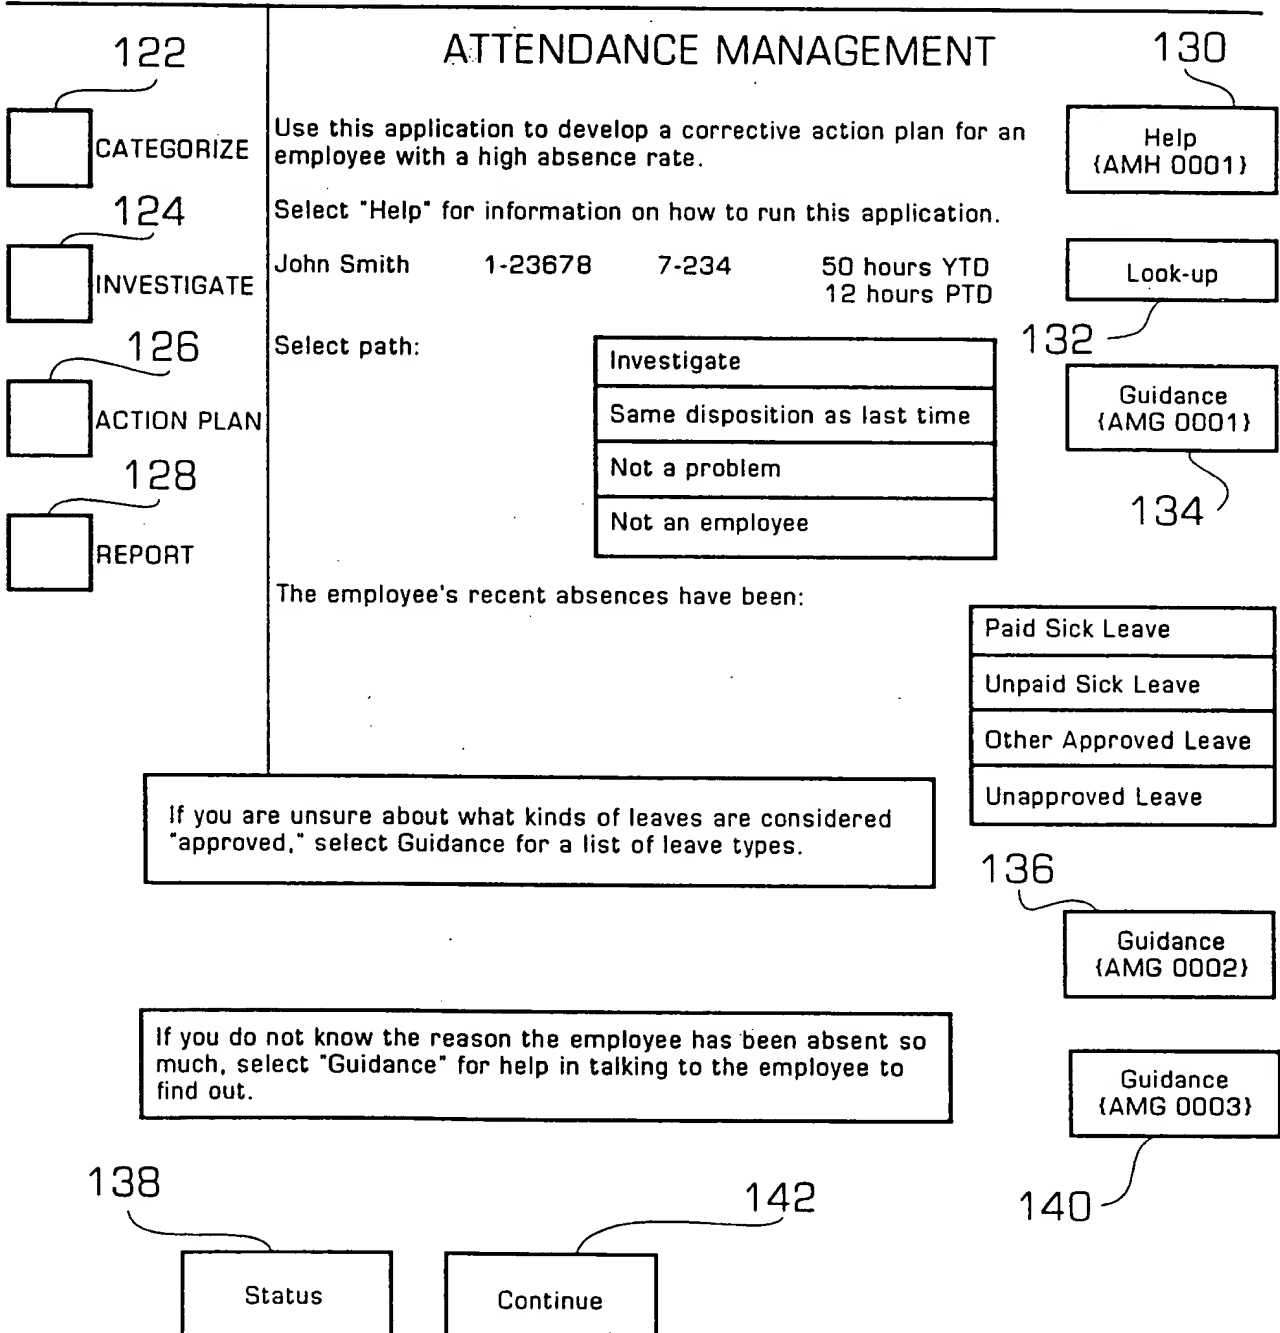 ATTENDANCE MANAGEMENT
122
CATEGORIZE
124
INVESTIGATE
126
ACTION PLAN
128
REPORT
Use this application to develop a corrective action plan for an
employee with a high absence rate.
Select "Help" for information on how to run this application.
John Smith 1-23678 7-234 50 hours YTD
12 hours PTD
Select path:
Investigate
Same disposition as last time
Not a problem
Not an employee
130
Help
{AMH 0001}
Look-up
132
Guidance
{AMG 0001}
134
The employee's recent absences have been:
Paid Sick Leave
Unpaid Sick Leave
Other Approved Leave
Unapproved Leave
If you are unsure about what kinds of leaves are considered
"approved," select Guidance for a list of leave types.
136
Guidance
{AMG 0002}
If you do not know the reason the employee has been absent so
much, select "Guidance" for help in talking to the employee to
find out.
Guidance
{AMG 0003}
140
138
Status
142
Continue